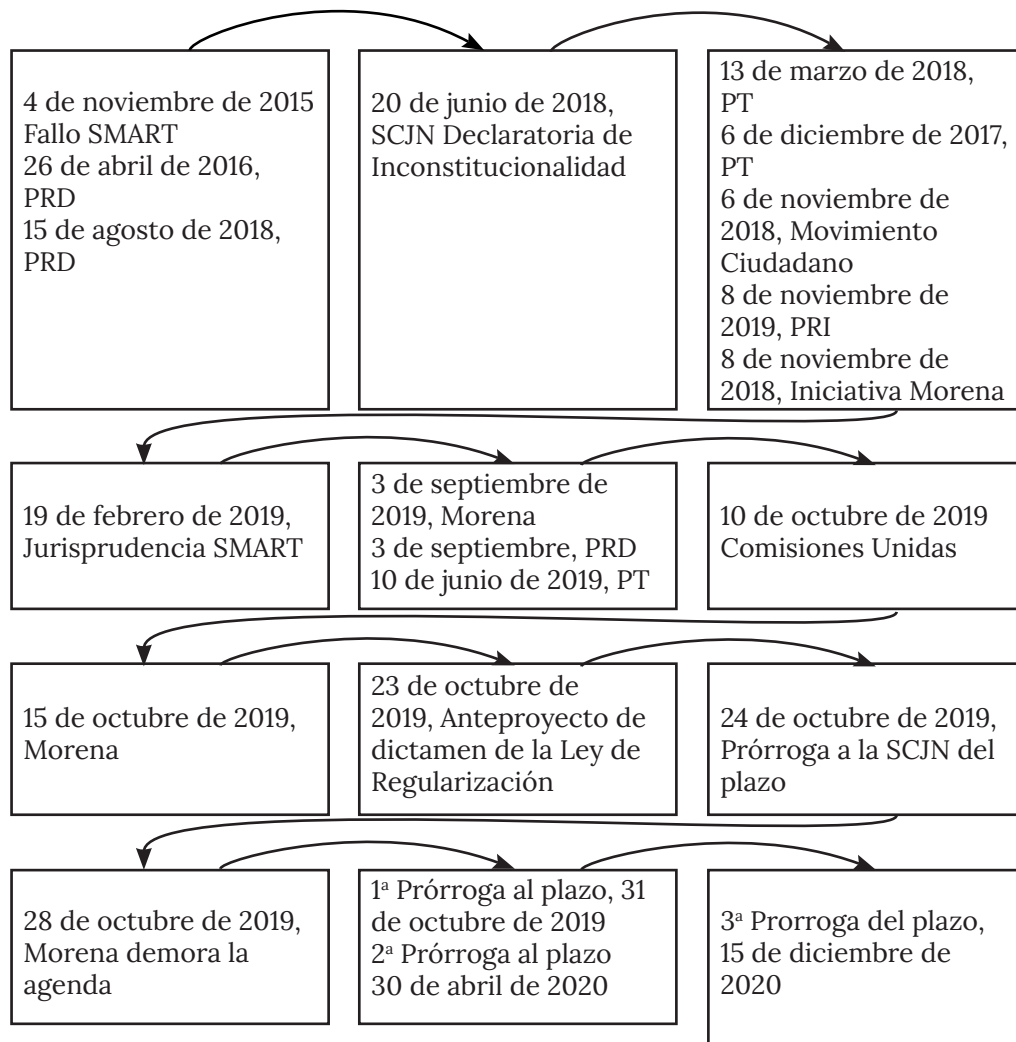 4 de noviembre de 2015
Fallo SMART
26 de abril de 2016,
PRD
15 de agosto de 2018,
PRD
20 de junio de 2018,
SCJN Declaratoria de
Inconstitucionalidad
13 de marzo de 2018,
PT
6 de diciembre de 2017,
PT
6 de noviembre de
2018, Movimiento
Ciudadano
8 de noviembre de
2019, PRI
8 de noviembre de
2018, Iniciativa Morena
19 de febrero de 2019,
Jurisprudencia SMART
3 de septiembre de
2019, Morena
3 de septiembre, PRD
10 de junio de 2019, PT
10 de octubre de 2019
Comisiones Unidas
15 de octubre de 2019,
Morena
23 de octubre de
2019, Anteproyecto de
dictamen de la Ley de
Regularización
24 de octubre de 2019,
Prórroga a la SCJN del
plazo
28 de octubre de 2019,
Morena demora la
agenda
1ª Prórroga al plazo, 31
de octubre de 2019
2ª Prórroga al plazo
30 de abril de 2020
3ª Prorroga del plazo,
15 de diciembre de
2020